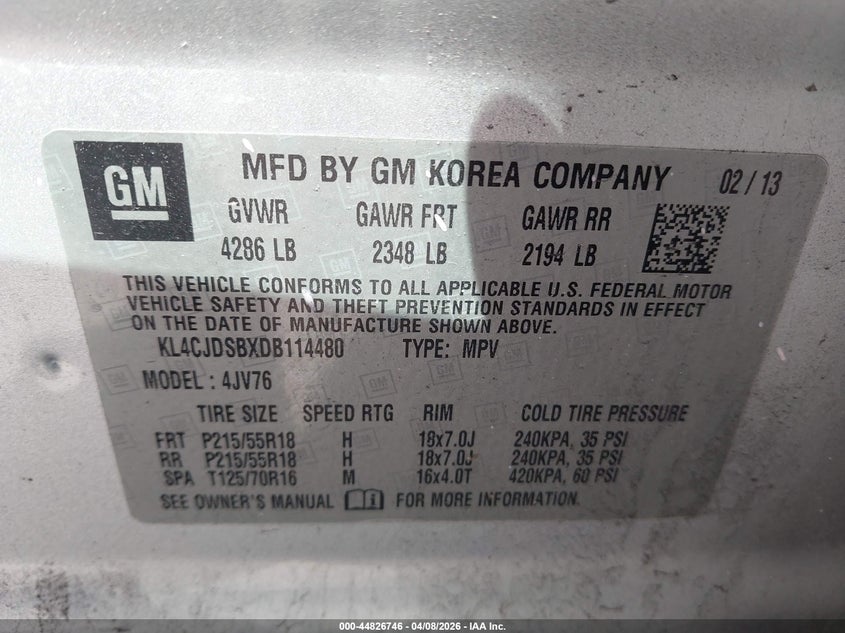 GM MFD BY GM KOREA COMPANY 02/13
GVWR GAWR FRT GAWR RR
4286 LB 2348 LB 2194 LB
THIS VEHICLE CONFORMS TO ALL APPLICABLE U.S. FEDERAL MOTOR
VEHICLE SAFETY AND THEFT PREVENTION STANDARDS IN EFFECT
ON THE DATE OF MANUFACTURE SHOWN ABOVE.
KL4CJDSBXDB114480 TYPE: MPV
MODEL : 4JV76
TIRE SIZE SPEED RTG RIM COLD TIRE PRESSURE
FRT P215/55R18 H 18x7.0J 240KPA, 35 PSI
RR P215/55R18 H 18x7.0J 240KPA, 35 PSI
SPA T125/70R16 M 16x4.0T 420KPA, 60 PSI
SEE OWNER'S MANUAL FOR MORE INFORMATION.
000-44826746 - 04/08/2026 - IAA Inc.